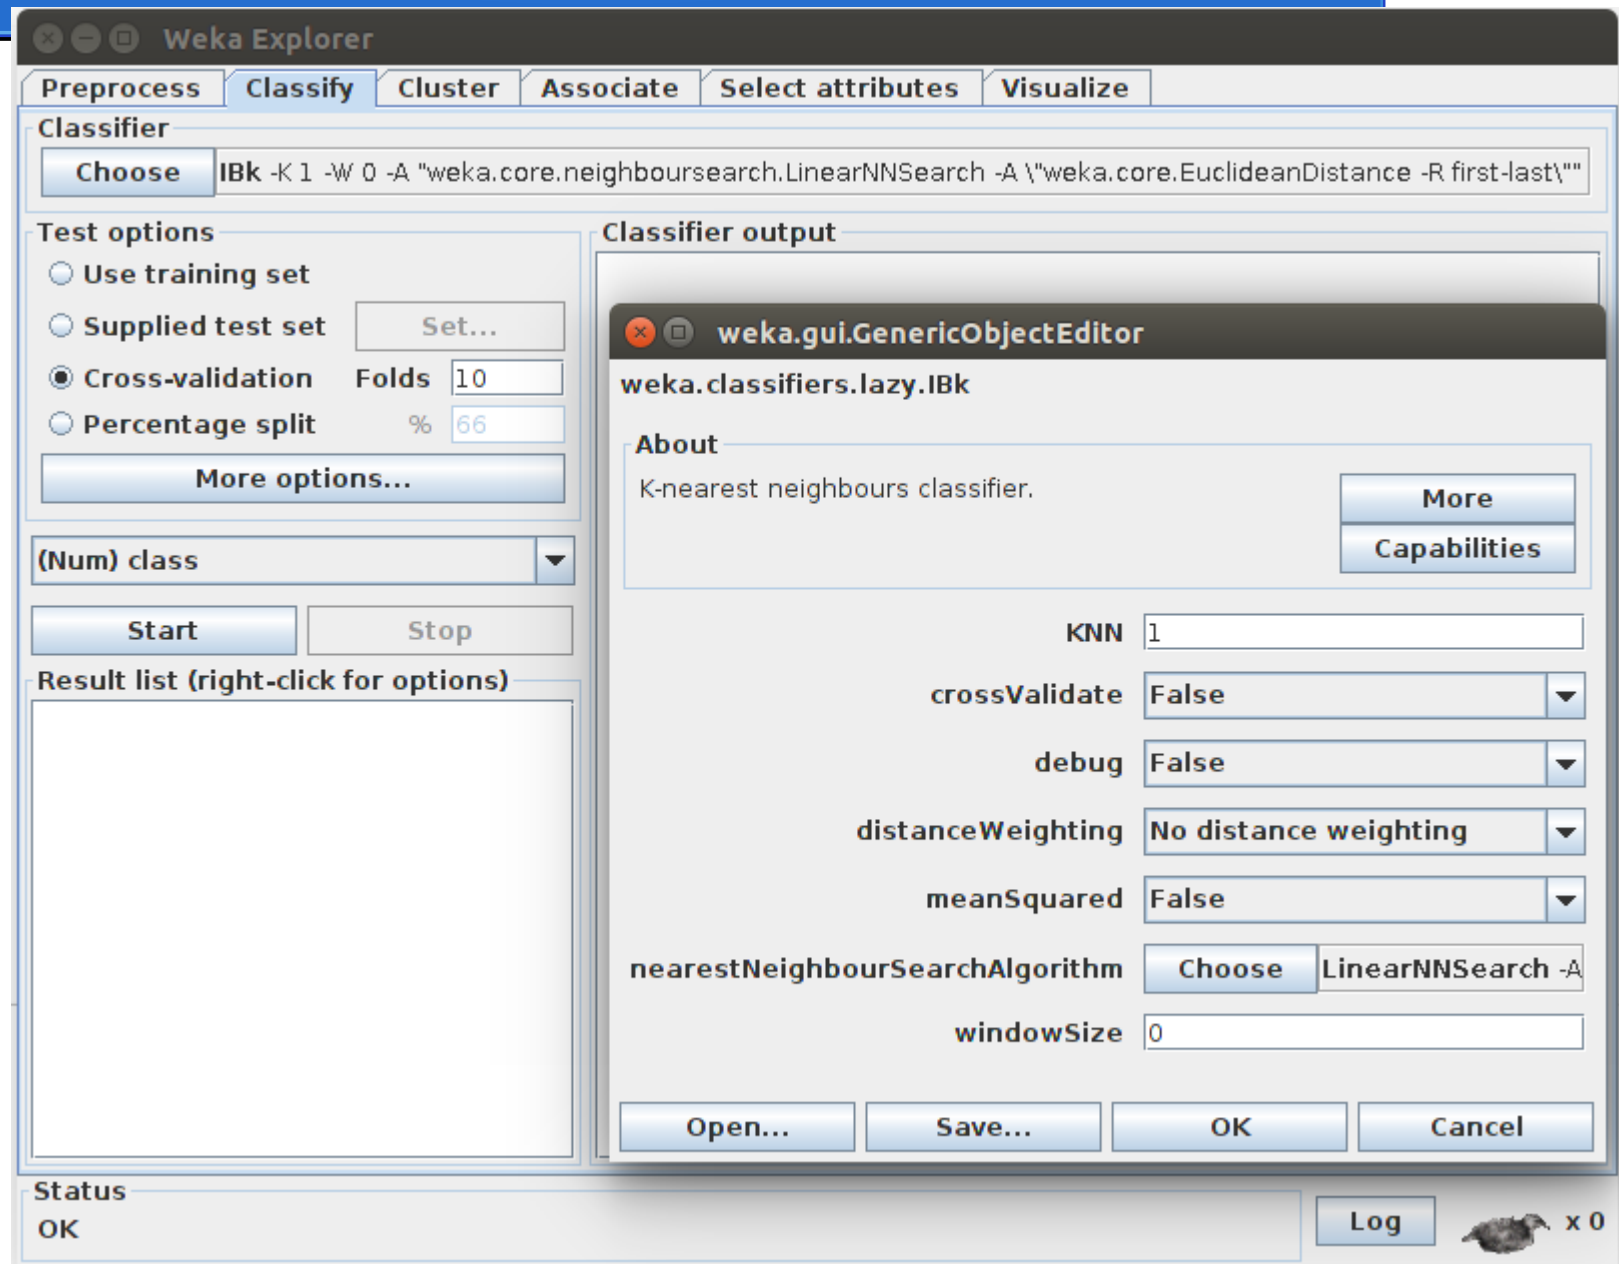 Weka Explorer
Preprocess Classify Cluster Associate Select attributes Visualize
Classifier
Choose IBk -K 1 -W 0 -A "weka.core.neighboursearch.LinearNNSearch -A \"weka.core.EuclideanDistance -R first-last\""
Test options
Use training set
Supplied test set Set...
Cross-validation Folds 10
Percentage split % 66
More options...
(Num) class
Start Stop
Result list (right-click for options)
Classifier output
weka.gui.GenericObjectEditor
weka.classifiers.lazy.IBk
About
K-nearest neighbours classifier.
More
Capabilities
KNN 1
crossValidate False
debug False
distanceWeighting No distance weighting
meanSquared False
nearestNeighbourSearchAlgorithm Choose LinearNNSearch -A
windowSize 0
Open... Save... OK Cancel
Status
OK
Log x 0